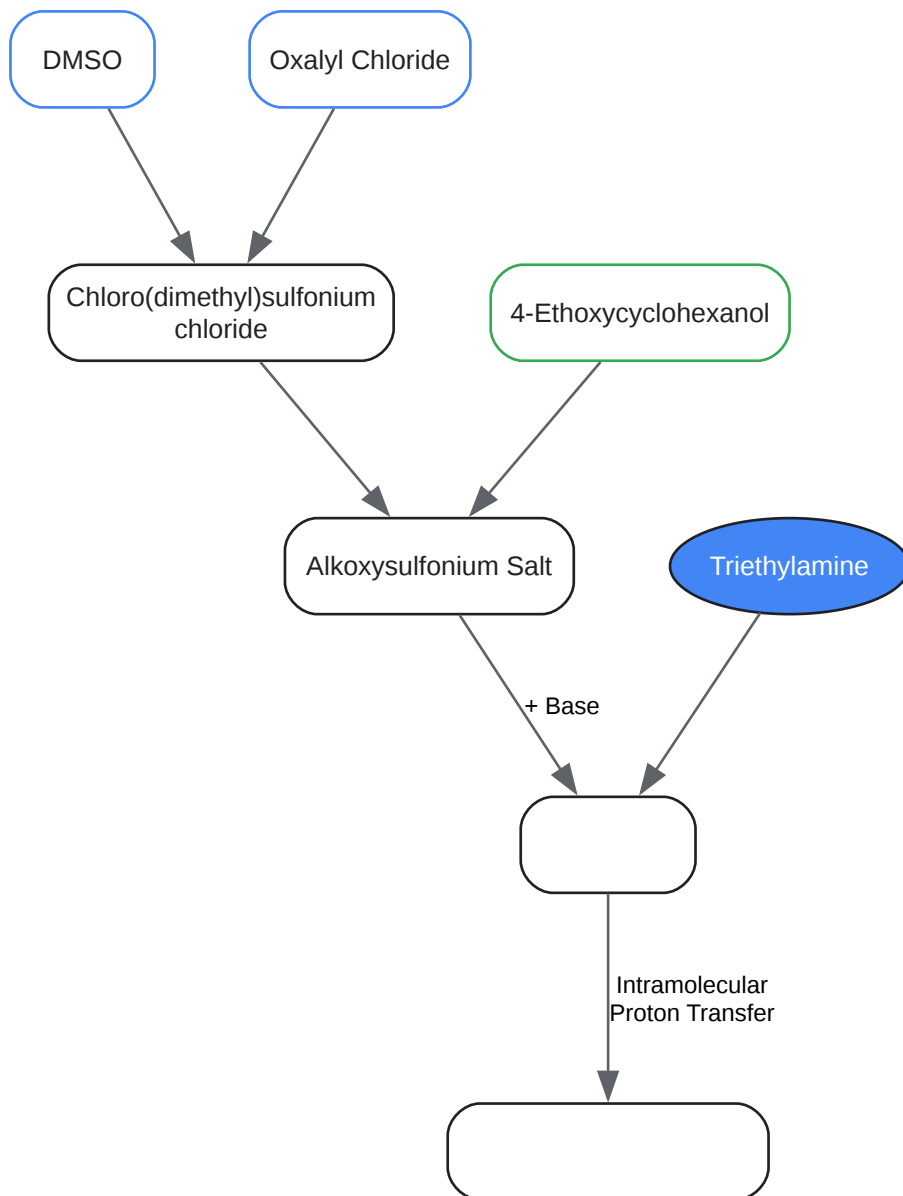 DMSO
Oxalyl Chloride
Chloro(dimethyl)sulfonium
chloride
4-Ethoxycyclohexanol
Alkoxysulfonium Salt
Triethylamine
+ Base
Intramolecular
Proton Transfer